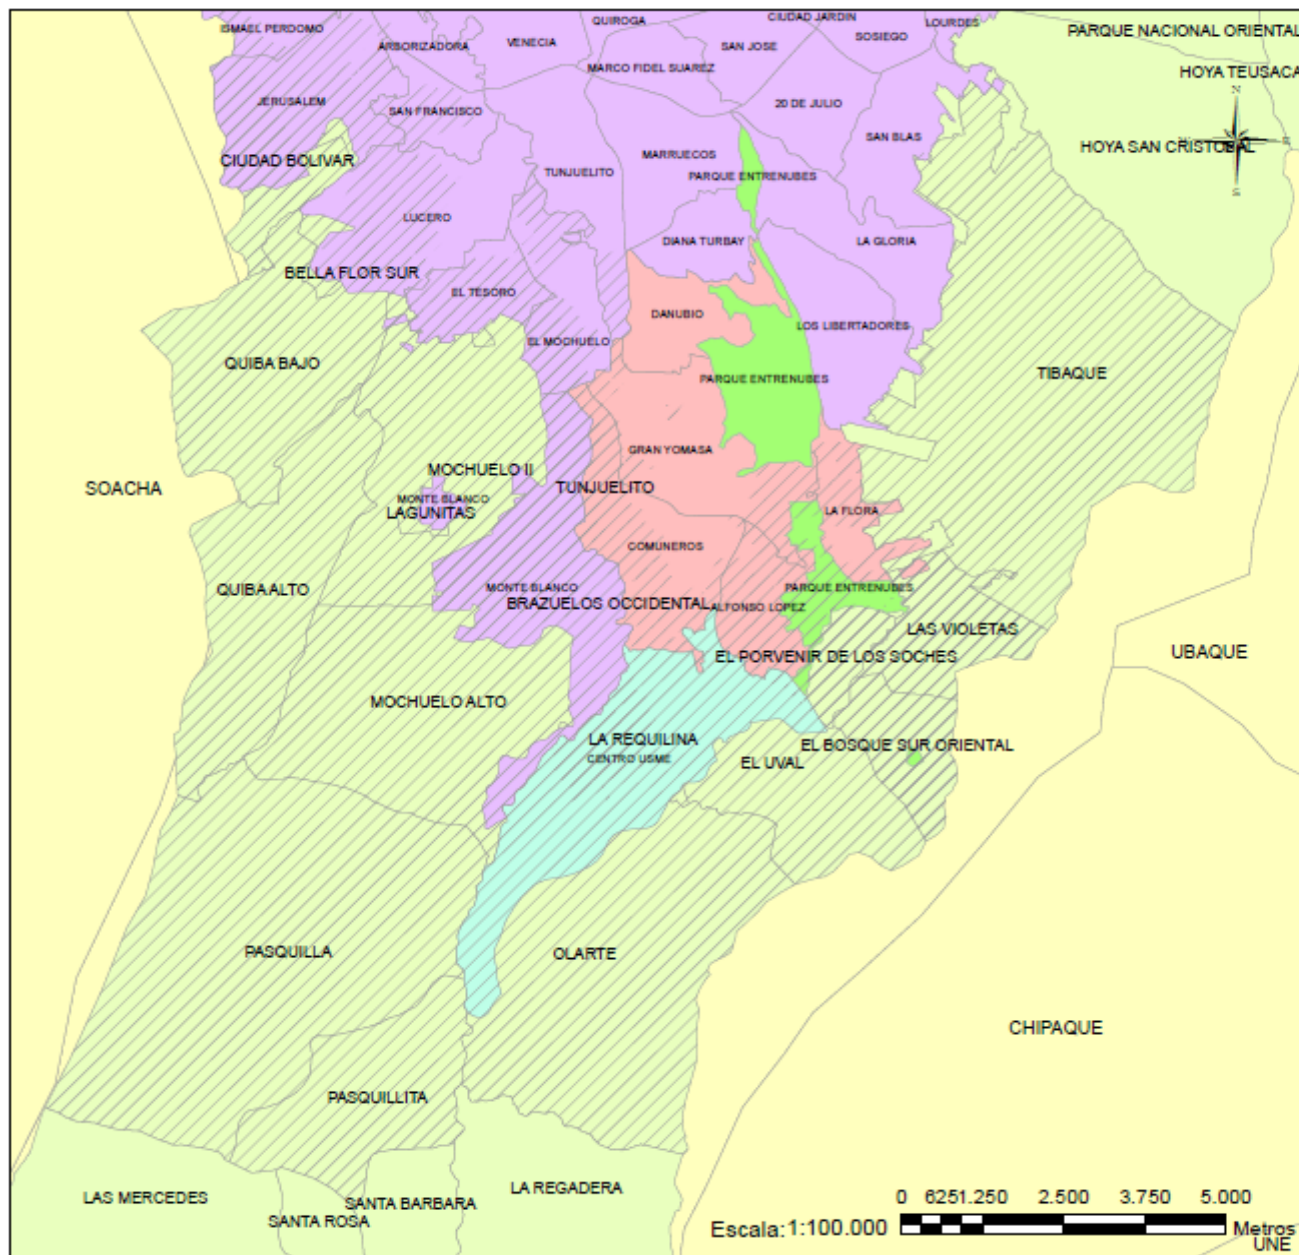 QUIROGA
CIUDAD JARDIN
LOURDES
ISMAEL PERDOMO
PARQUE NACIONAL ORIENTAL
SOSIEGO
VENECIA
ARBORIZADORA
SAN JOSE
MARCO FIDEL SUAREZ
HOYA TEUSACA
N
JERUSALEM
SAN FRANCISCO
20 DE JULIO
SAN BLAS
HOYA SAN CRISTOBAL
W
E
CIUDAD BOLIVAR
MARRUECOS
TUNJUELITO
PARQUE ENTRENUBES
S
LUCERO
DIANA TURBAY
LA GLORIA
BELLA FLOR SUR
EL TESORO
DANUBIO
LOS LIBERTADORES
EL MOCHUELO
QUIBA BAJO
TIBAQUE
PARQUE ENTRENUBES
GRAN YOMASA
MOCHUELO II
SOACHA
TUNJUELITO
MONTE BLANCO
LAGUNITAS
LA FLORA
COMUNEROS
QUIBA ALTO
MONTE BLANCO
PARQUE ENTRENUBES
BRAZUELOS OCCIDENTAL
ALFONSO LOPEZ
LAS VIOLETAS
UBAQUE
EL PORVENIR DE LOS SOCHES
MOCHUELO ALTO
LA REQUILINA
EL BOSQUE SUR ORIENTAL
CENTRO USME
EL UVAL
PASQUILLA
OLARTE
CHIPAQUE
PASQUILLITA
LAS MERCEDES
SANTA BARBARA
LA REGADERA
SANTA ROSA
0 6251.250 2.500 3.750 5.000
Escala: 1:100.000
Metros
UNE